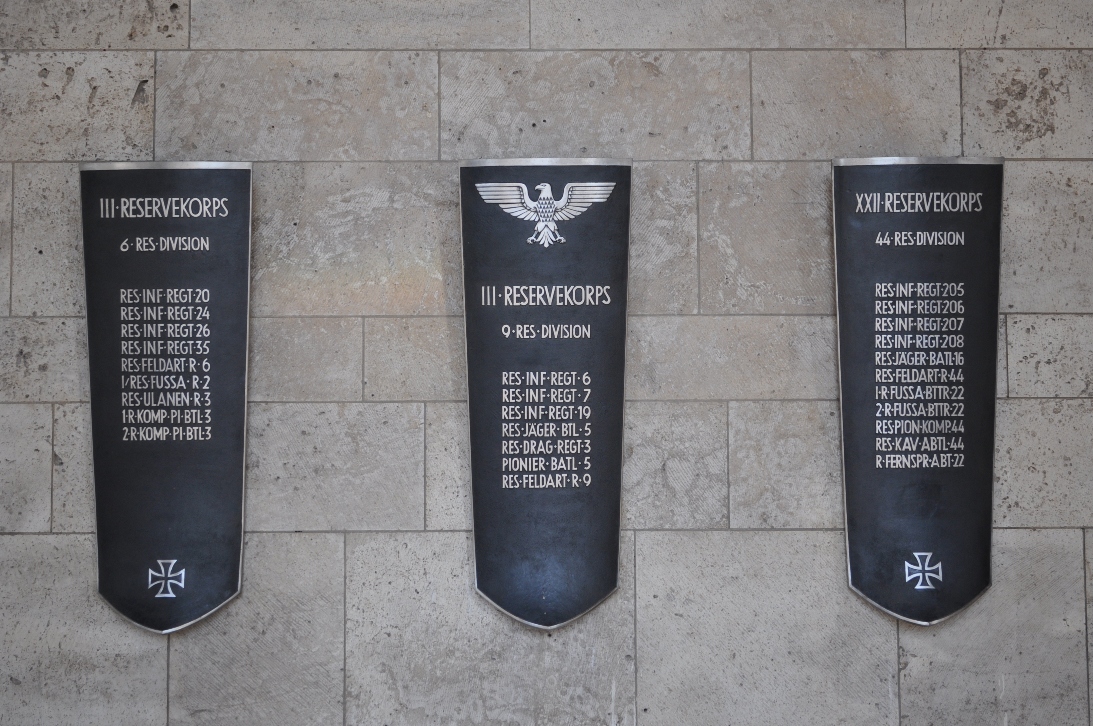 III·RESERVEKORPS
6·RES·DIVISION
RES·INF·REGT·20
RES·INF·REGT·24
RES·INF·REGT·26
RES·INF·REGT·35
RES·FELDART·R·6
I/RES·FUSSA·R·2
RES·ULANEN·R·3
1·R·KOMP·PI·BTL·3
2·R·KOMP·PI·BTL·3
III·RESERVEKORPS
9·RES·DIVISION
RES·INF·REGT·6
RES·INF·REGT·7
RES·INF·REGT·19
RES·JÄGER·BTL·5
RES·DRAG·REGT·3
PIONIER·BATL·5
RES·FELDART·R·9
XXII·RESERVEKORPS
44·RES·DIVISION
RES·INF·REGT·205
RES·INF·REGT·206
RES·INF·REGT·207
RES·INF·REGT·208
RES·JÄGER·BATL·16
RES·FELDART·R·44
1·R·FUSSA·BTTR·22
2·R·FUSSA·BTTR·22
RES·PION·KOMP·44
RES·KAV·ABTL·44
R·FERNSPR·ABT·22